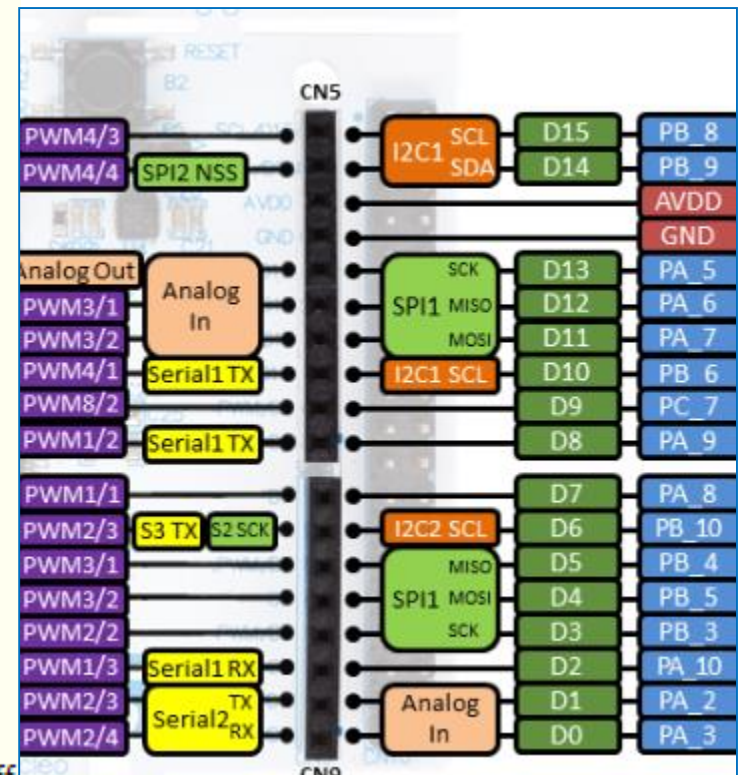 RESET
B2
CN5
PWM4/3 SCL D15 PB_8
I2C1
PWM4/4 SPI2 NSS SDA D14 PB_9
AVDD AVDD
GND GND
Analog Out SCK D13 PA_5
Analog In
PWM3/1 SPI1 MISO D12 PA_6
PWM3/2 MOSI D11 PA_7
PWM4/1 Serial1 TX I2C1 SCL D10 PB_6
PWM8/2 D9 PC_7
PWM1/2 Serial1 TX D8 PA_9
PWM1/1 D7 PA_8
PWM2/3 S3 TX S2 SCK I2C2 SCL D6 PB_10
PWM3/1 MISO D5 PB_4
PWM3/2 SPI1 MOSI D4 PB_5
PWM2/2 SCK D3 PB_3
PWM1/3 Serial1 RX D2 PA_10
PWM2/3 TX Analog D1 PA_2
Serial2
PWM2/4 RX In D0 PA_3
CN9